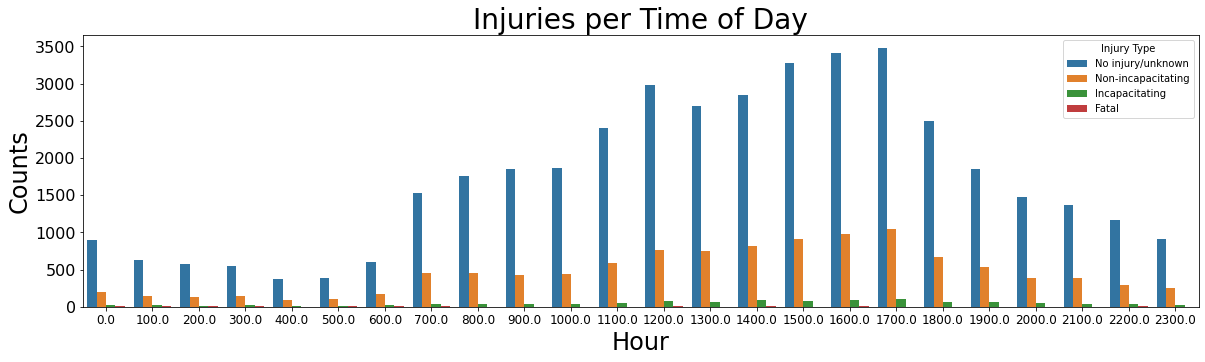 Injuries per Time of Day
3500
3000
2500
2000
1500
1000
500
0
Counts
Injury Type
No injury/unknown
Non-incapacitating
Incapacitating
Fatal
0.0 100.0 200.0 300.0 400.0 500.0 600.0 700.0 800.0 900.0 1000.0 1100.0 1200.0 1300.0 1400.0 1500.0 1600.0 1700.0 1800.0 1900.0 2000.0 2100.0 2200.0 2300.0
Hour